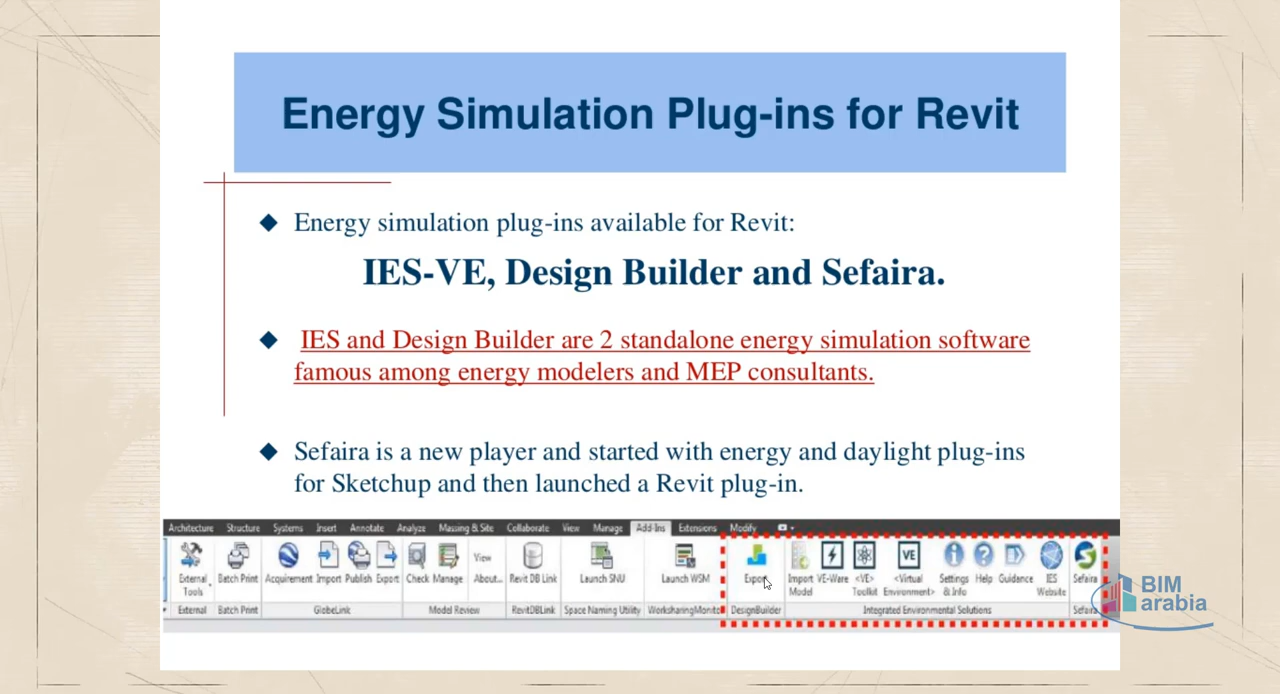 Energy Simulation Plug-ins for Revit
Energy simulation plug-ins available for Revit:
IES-VE, Design Builder and Sefaira.
IES and Design Builder are 2 standalone energy simulation software
famous among energy modelers and MEP consultants.
Sefaira is a new player and started with energy and daylight plug-ins
for Sketchup and then launched a Revit plug-in.
Architecture Structure Systems Insert Annotate Analyze Massing & Site Collaborate View Manage Add-Ins Extensions Modify
View
VE
External Tools Batch Print Acquirement Import Publish Export Check Manage About... Revit DB Link Launch SNU Launch WSM Export Import Model VE-Ware <VE> Toolkit <Virtual Environment> Settings & Info Help Guidance IES Website Sefaira
External Batch Print GlobeLink Model Review RevitDBLink Space Naming Utility WorksharingMonitor DesignBuilder Integrated Environmental Solutions Sefaira
BIM
arabia